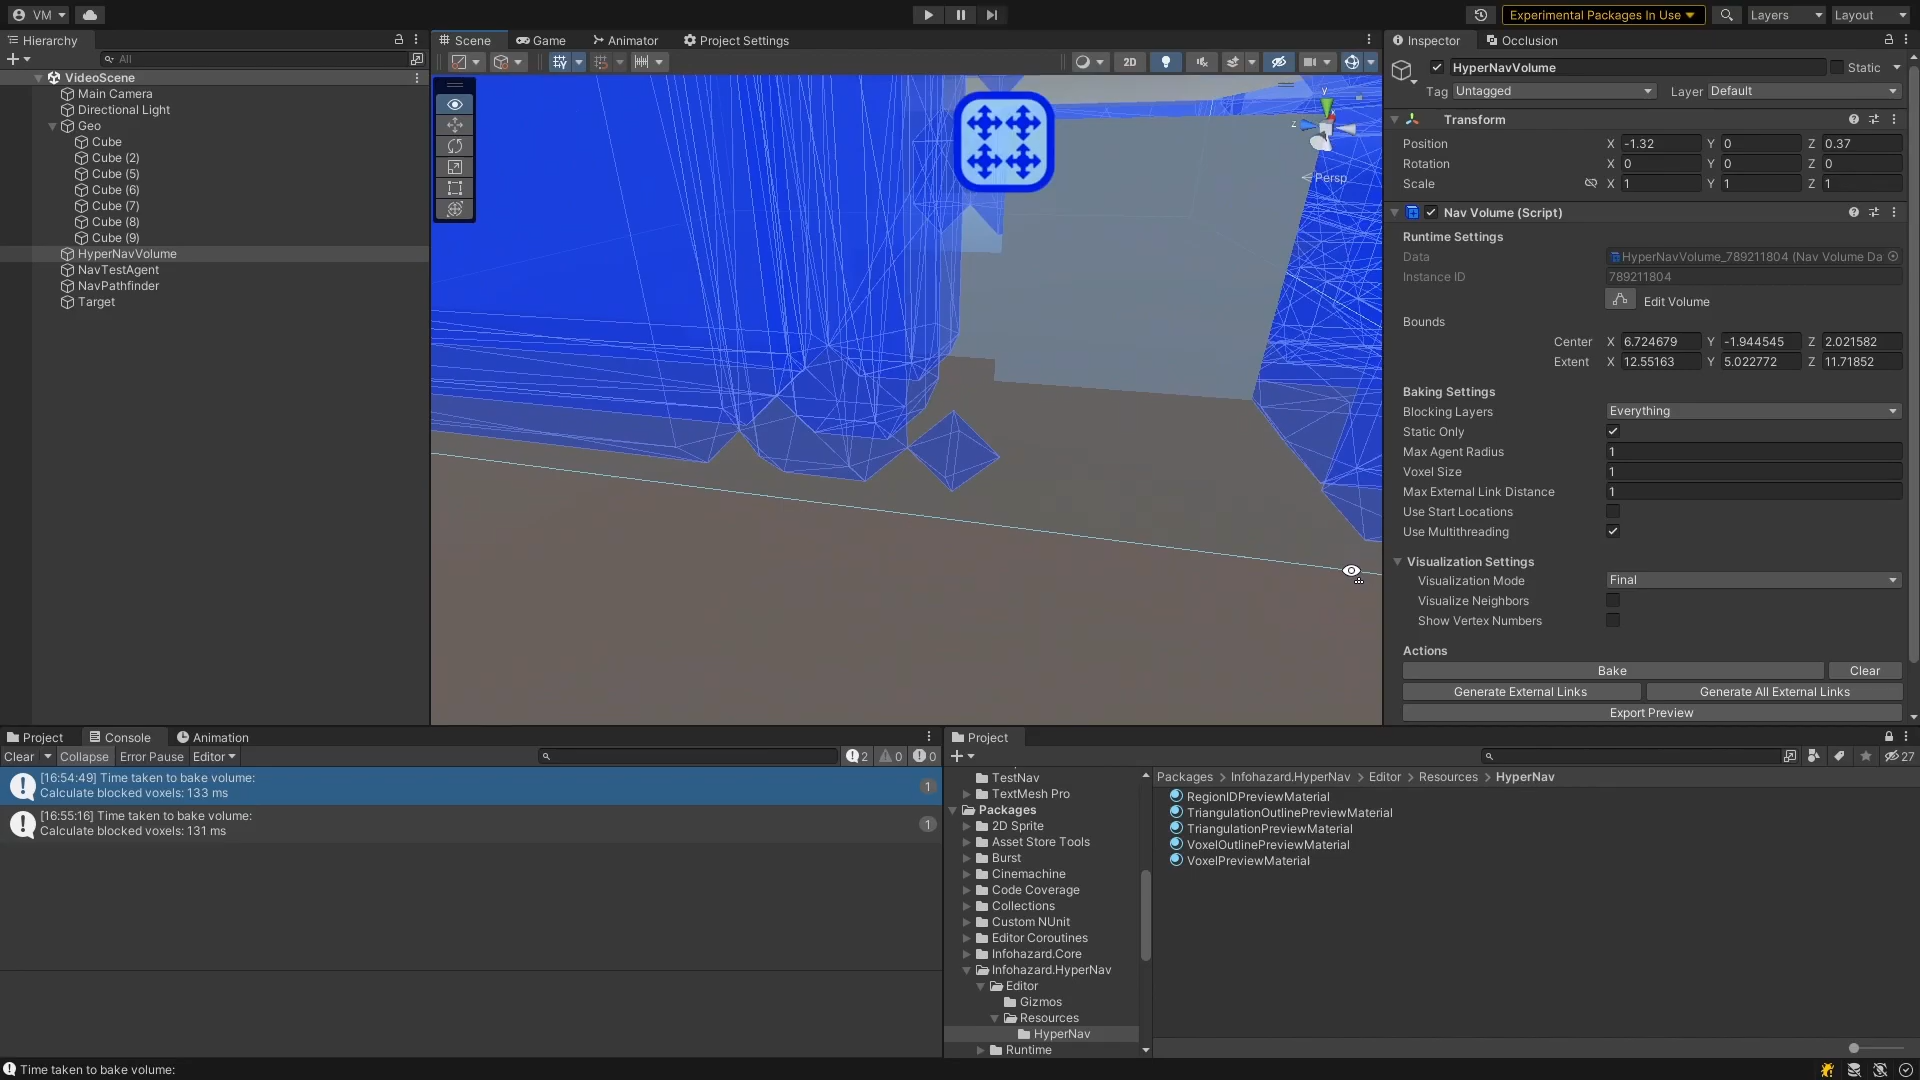 VM
Experimental Packages In Use
Layers
Layout
Hierarchy
All
VideoScene
Main Camera
Directional Light
Geo
Cube
Cube (2)
Cube (5)
Cube (6)
Cube (7)
Cube (8)
Cube (9)
HyperNavVolume
NavTestAgent
NavPathfinder
Target
Scene
Game
Animator
Project Settings
2D
y
z
Persp
Inspector
Occlusion
HyperNavVolume
Static
Tag Untagged
Layer Default
Transform
Position X -1.32 Y 0 Z 0.37
Rotation X 0 Y 0 Z 0
Scale X 1 Y 1 Z 1
Nav Volume (Script)
Runtime Settings
Data HyperNavVolume_789211804 (Nav Volume Da
Instance ID 789211804
Edit Volume
Bounds
Center X 6.724679 Y -1.944545 Z 2.021582
Extent X 12.55163 Y 5.022772 Z 11.71852
Baking Settings
Blocking Layers Everything
Static Only
Max Agent Radius 1
Voxel Size 1
Max External Link Distance 1
Use Start Locations
Use Multithreading
Visualization Settings
Visualization Mode Final
Visualize Neighbors
Show Vertex Numbers
Actions
Bake Clear
Generate External Links Generate All External Links
Export Preview
Project
Console
Animation
Clear Collapse Error Pause Editor 2 0 0
[16:54:49] Time taken to bake volume:
Calculate blocked voxels: 133 ms
1
[16:55:16] Time taken to bake volume:
Calculate blocked voxels: 131 ms
1
Project
27
TestNav
TextMesh Pro
Packages
2D Sprite
Asset Store Tools
Burst
Cinemachine
Code Coverage
Collections
Custom NUnit
Editor Coroutines
Infohazard.Core
Infohazard.HyperNav
Editor
Gizmos
Resources
HyperNav
Runtime
Packages > Infohazard.HyperNav > Editor > Resources > HyperNav
RegionIDPreviewMaterial
TriangulationOutlinePreviewMaterial
TriangulationPreviewMaterial
VoxelOutlinePreviewMaterial
VoxelPreviewMaterial
Time taken to bake volume: